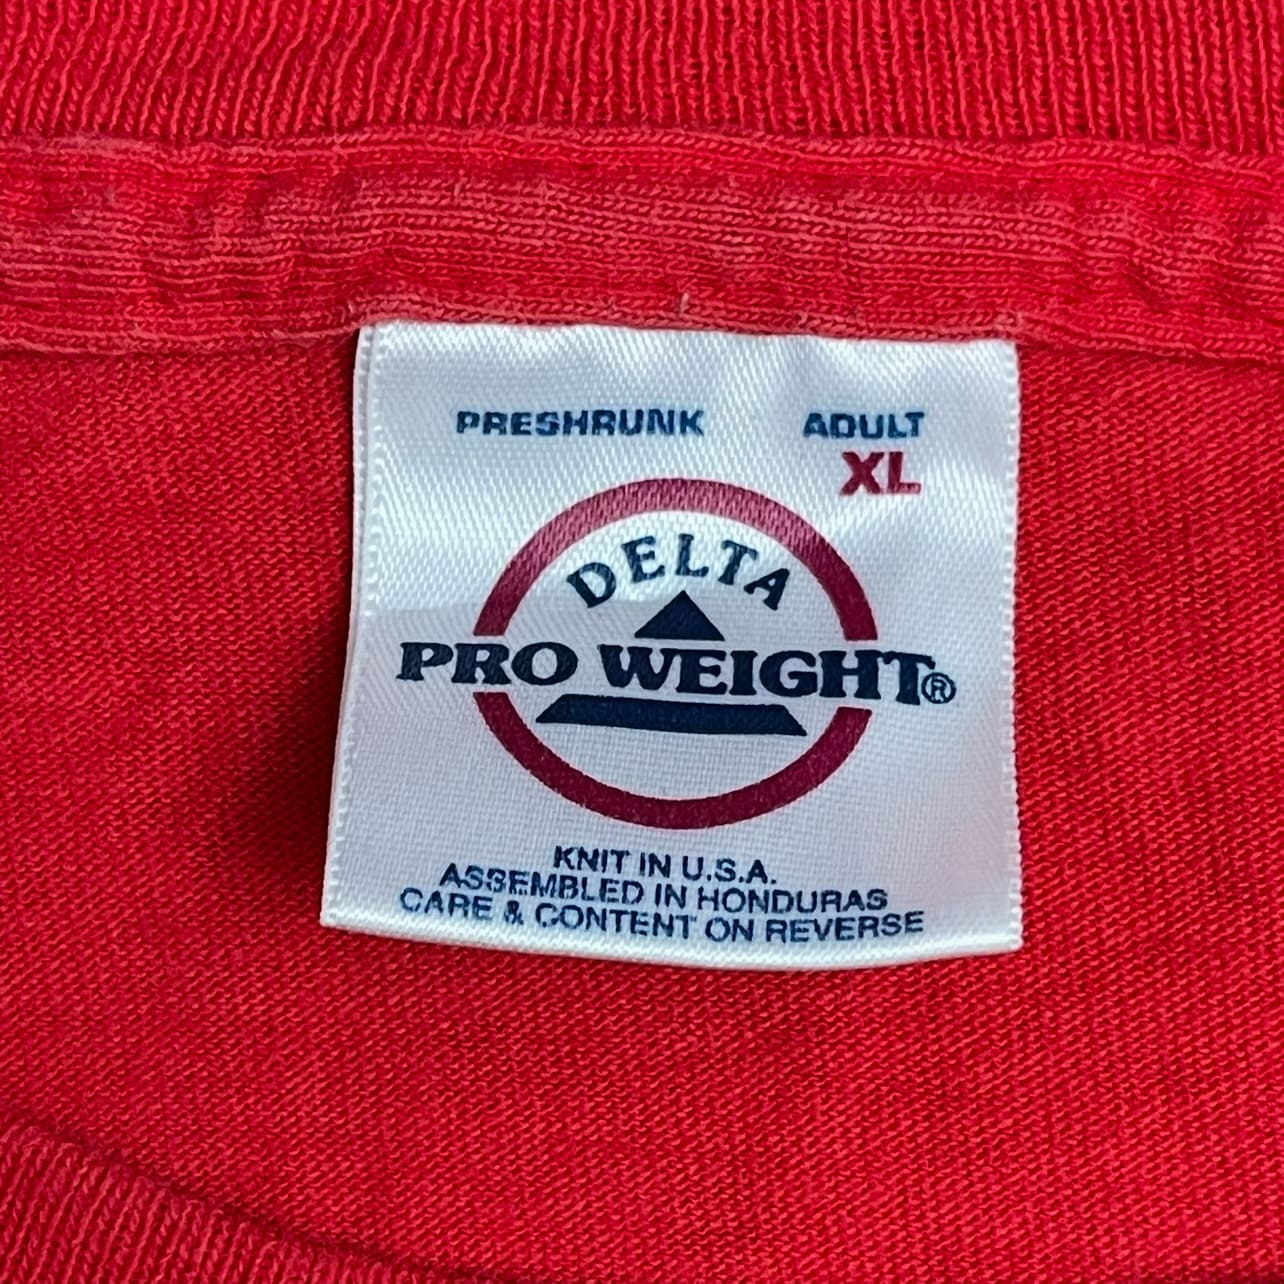 PRESHRUNK ADULT
XL
DELTA
PRO WEIGHT®
KNIT IN U.S.A.
ASSEMBLED IN HONDURAS
CARE & CONTENT ON REVERSE